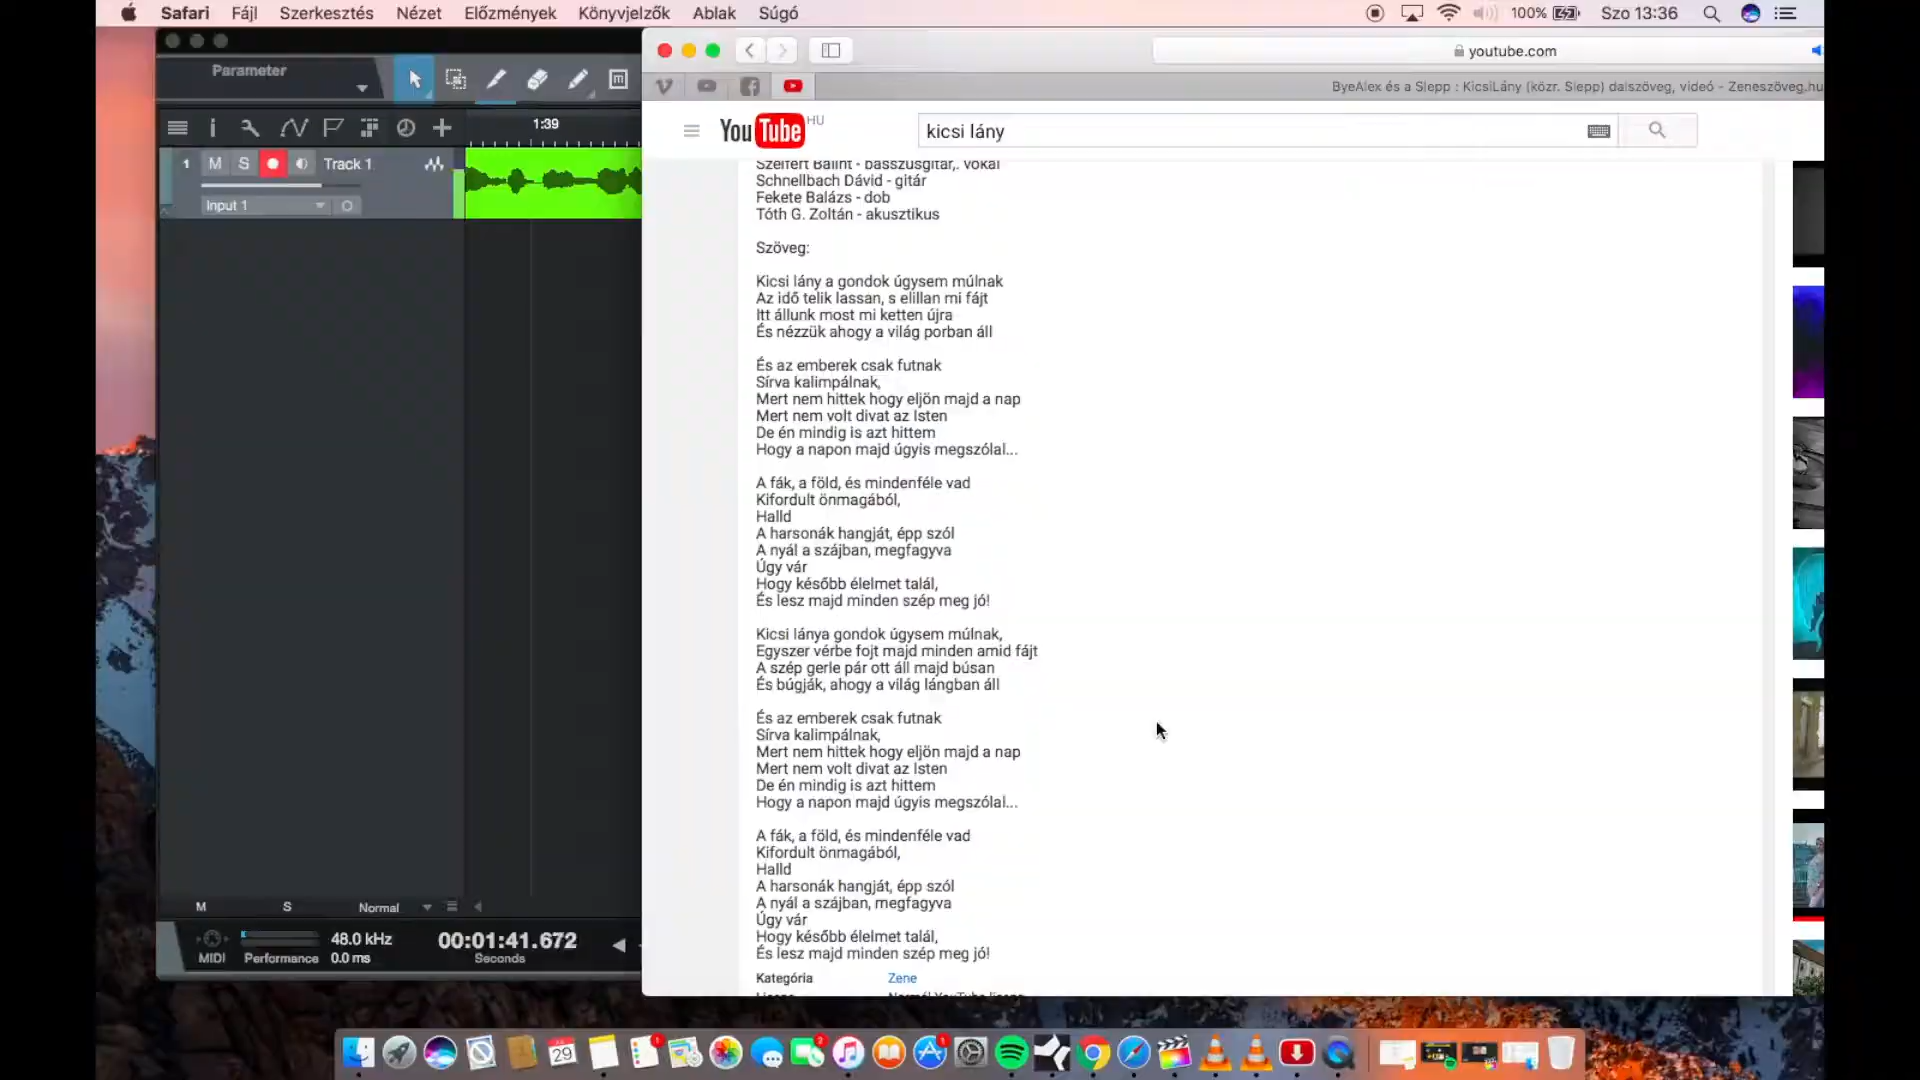 Safari Fájl Szerkesztés Nézet Előzmények Könyvjelzők Ablak Súgó 100% Szo 13:36
Parameter
youtube.com
ByeAlex és a Slepp : KicsiLány (közr. Slepp) dalszöveg, videó - Zeneszöveg.hu
1:39
YouTube HU
kicsi lány
1 M S Track 1
Input 1
Szeifert Bálint - basszusgitár,. vokál
Schnellbach Dávid - gitár
Fekete Balázs - dob
Tóth G. Zoltán - akusztikus
Szöveg:
Kicsi lány a gondok úgysem múlnak
Az idő telik lassan, s elillan mi fájt
Itt állunk most mi ketten újra
És nézzük ahogy a világ porban áll
És az emberek csak futnak
Sírva kalimpálnak,
Mert nem hittek hogy eljön majd a nap
Mert nem volt divat az Isten
De én mindig is azt hittem
Hogy a napon majd úgyis megszólal...
A fák, a föld, és mindenféle vad
Kifordult önmagából,
Halld
A harsonák hangját, épp szól
A nyál a szájban, megfagyva
Úgy vár
Hogy később élelmet talál,
És lesz majd minden szép meg jó!
Kicsi lánya gondok úgysem múlnak,
Egyszer vérbe fojt majd minden amid fájt
A szép gerle pár ott áll majd búsan
És búgják, ahogy a világ lángban áll
És az emberek csak futnak
Sírva kalimpálnak,
Mert nem hittek hogy eljön majd a nap
Mert nem volt divat az Isten
De én mindig is azt hittem
Hogy a napon majd úgyis megszólal...
A fák, a föld, és mindenféle vad
Kifordult önmagából,
Halld
A harsonák hangját, épp szól
A nyál a szájban, megfagyva
Úgy vár
Hogy később élelmet talál,
És lesz majd minden szép meg jó!
Kategória Zene
M S Normal
MIDI Performance 48.0 kHz
0.0 ms
00:01:41.672
Seconds
29